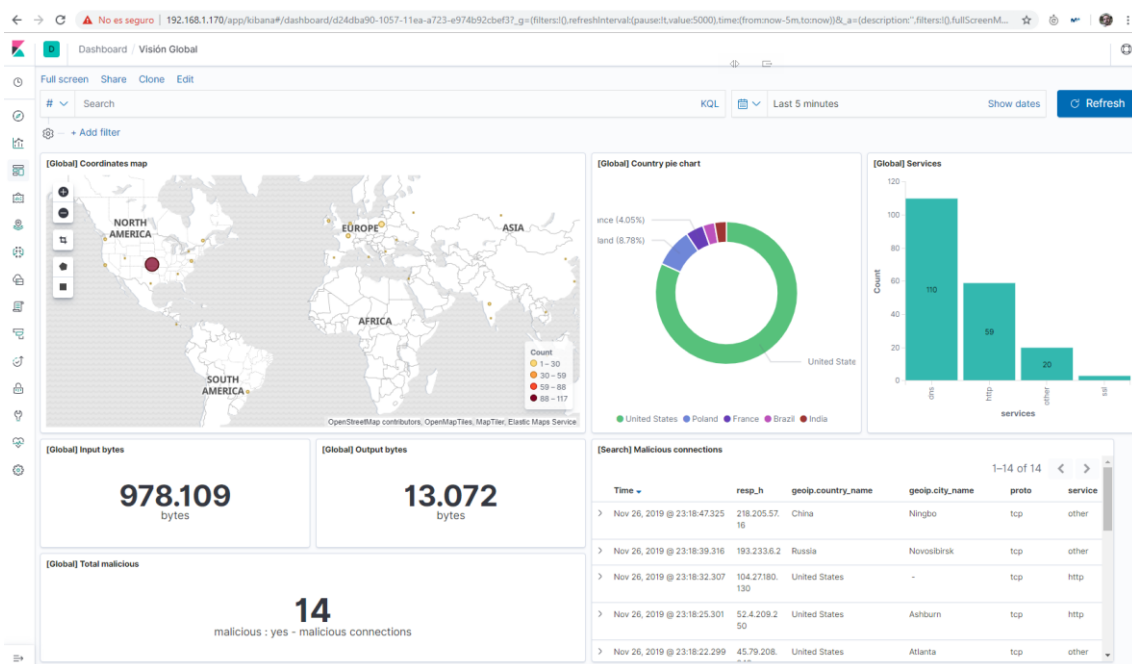 No es seguro | 192.168.1.170/app/kibana#/dashboard/d24dba90-1057-11ea-a723-e974b92cbef3?_g=(filters:!(),refreshInterval:(pause:!t,value:5000),time:(from:now-5m,to:now))&_a=(description:'',filters:!(),fullScreenM...
D Dashboard / Visión Global
Full screen Share Clone Edit
# Search KQL Last 5 minutes Show dates Refresh
+ Add filter
[Global] Coordinates map
NORTH
AMERICA
EUROPE
ASIA
AFRICA
SOUTH
AMERICA
Count
1 – 30
30 – 59
59 – 88
88 – 117
OpenStreetMap contributors, OpenMapTiles, MapTiler, Elastic Maps Service
[Global] Country pie chart
ince (4.05%)
land (8.78%)
United State
United States Poland France Brazil India
[Global] Services
120
100
80
60
40
20
0
Count
110
59
20
dns
http
other
ssl
services
[Global] Input bytes
978.109
bytes
[Global] Output bytes
13.072
bytes
[Global] Total malicious
14
malicious : yes - malicious connections
[Search] Malicious connections
1–14 of 14
Time resp_h geoip.country_name geoip.city_name proto service
Nov 26, 2019 @ 23:18:47.325 218.205.57. China Ningbo tcp other
16
Nov 26, 2019 @ 23:18:39.316 193.233.6.2 Russia Novosibirsk tcp other
Nov 26, 2019 @ 23:18:32.307 104.27.180. United States - tcp http
130
Nov 26, 2019 @ 23:18:25.301 52.4.209.2 United States Ashburn tcp http
50
Nov 26, 2019 @ 23:18:22.299 45.79.208. United States Atlanta tcp other